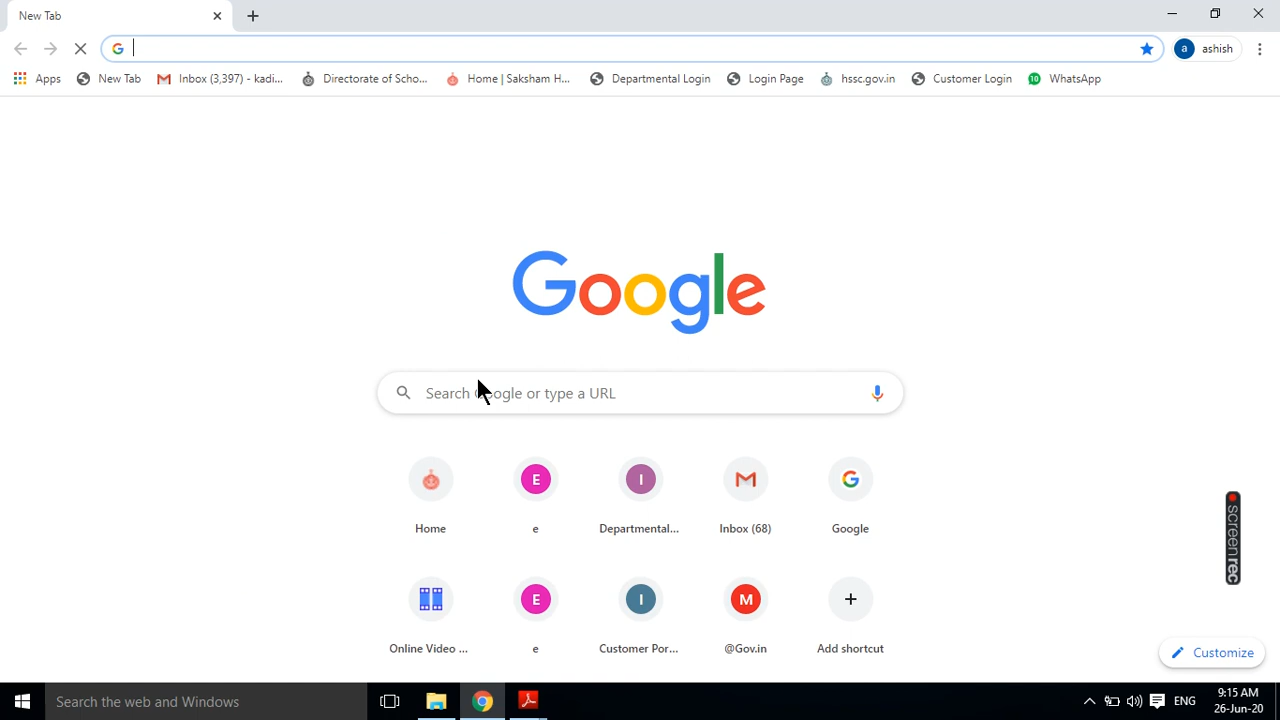 New Tab
a ashish
Apps New Tab Inbox (3,397) - kadi... Directorate of Scho... Home | Saksham H... Departmental Login Login Page hssc.gov.in Customer Login 10 WhatsApp
Google
Search Google or type a URL
E I
Home e Departmental... Inbox (68) Google
E I M
Online Video ... e Customer Por... @Gov.in Add shortcut
screenrec
Customize
Search the web and Windows
ENG
9:15 AM
26-Jun-20